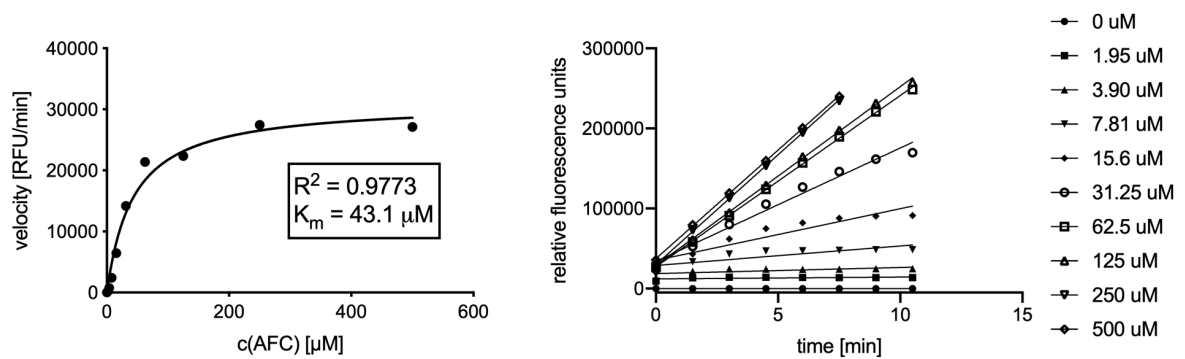 velocity [RFU/min]
40000
30000
20000
10000
0
0
200
400
600
c(AFC) [µM]
R² = 0.9773
Kₘ = 43.1 µM
relative fluorescence units
300000
200000
100000
0
0
5
10
15
time [min]
0 uM
1.95 uM
3.90 uM
7.81 uM
15.6 uM
31.25 uM
62.5 uM
125 uM
250 uM
500 uM